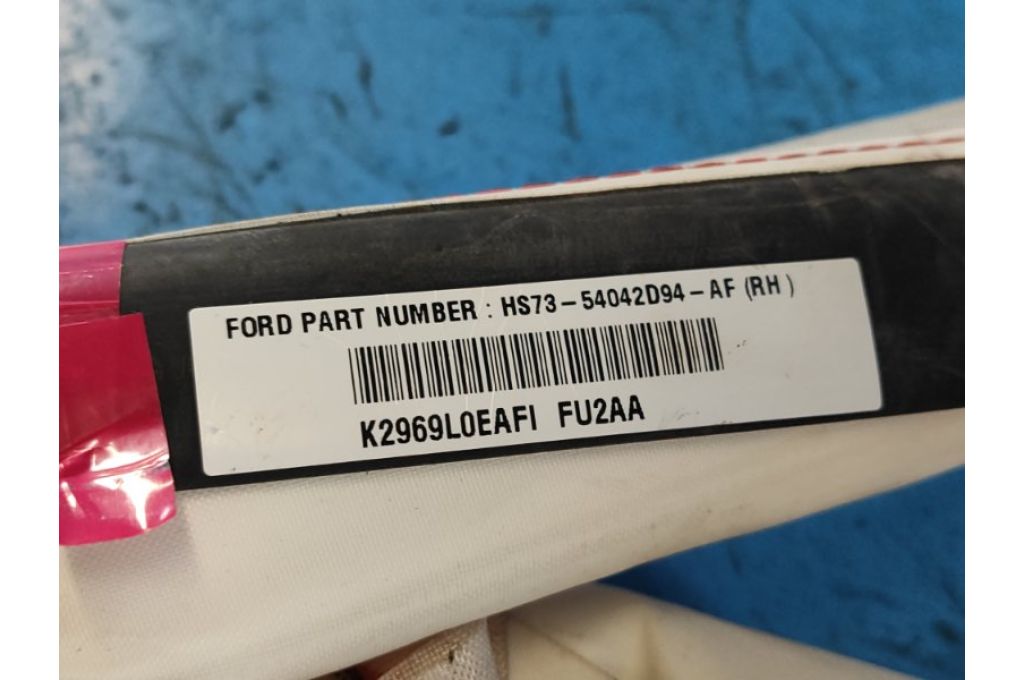 FORD PART NUMBER : HS73-54042D94-AF (RH)
K2969L0EAFI FU2AA